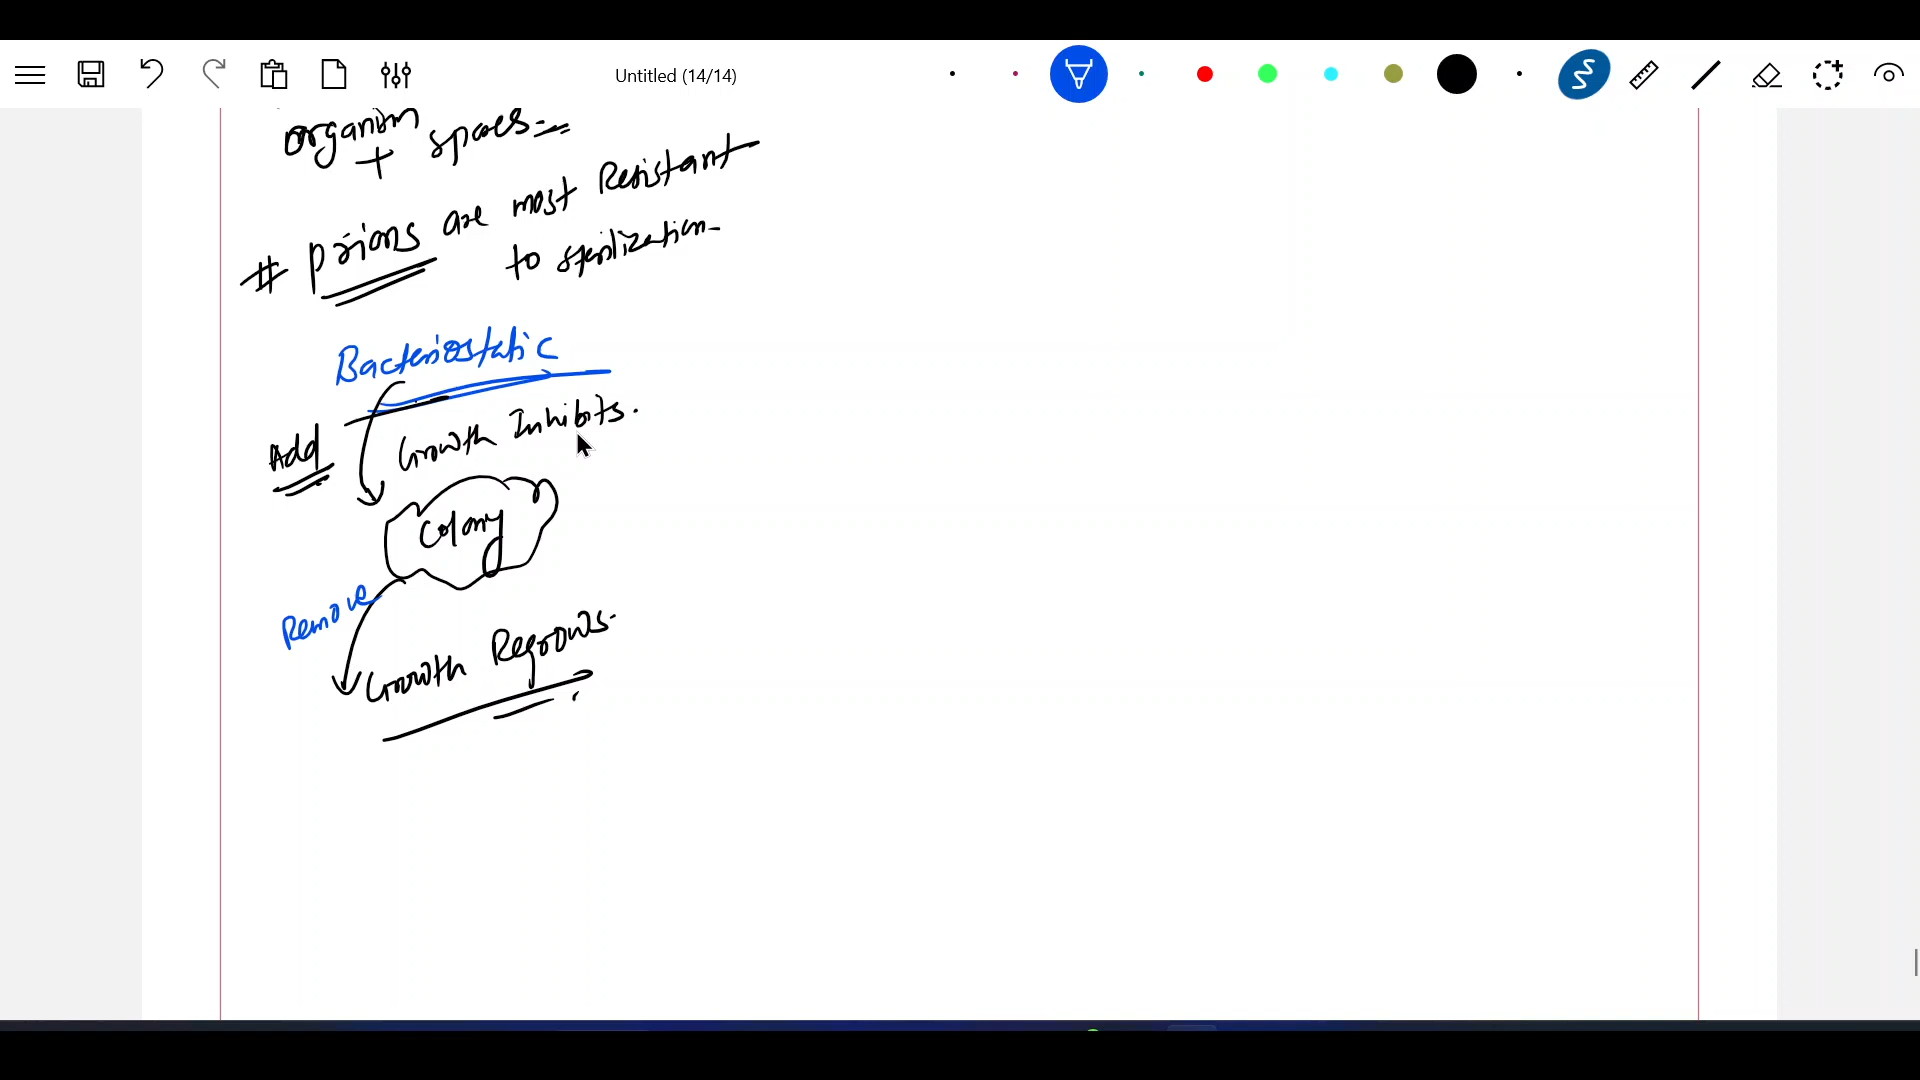 Untitled (14/14)
organism
+ spores.
# prions are most Resistant
to sterilization.
Bacteriostatic
Add
Growth Inhibits.
Colony
Remove
Growth Regrows.